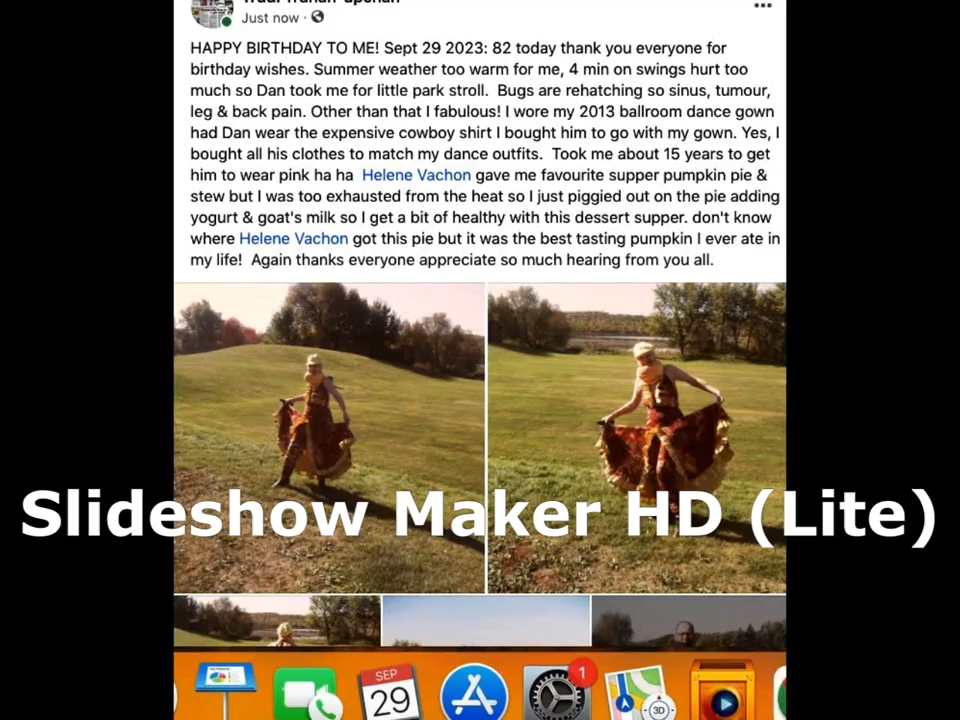 Just now ·
HAPPY BIRTHDAY TO ME! Sept 29 2023: 82 today thank you everyone for
birthday wishes. Summer weather too warm for me, 4 min on swings hurt too
much so Dan took me for little park stroll.  Bugs are rehatching so sinus, tumour,
leg & back pain. Other than that I fabulous! I wore my 2013 ballroom dance gown
had Dan wear the expensive cowboy shirt I bought him to go with my gown. Yes, I
bought all his clothes to match my dance outfits.  Took me about 15 years to get
him to wear pink ha ha  Helene Vachon gave me favourite supper pumpkin pie &
stew but I was too exhausted from the heat so I just piggied out on the pie adding
yogurt & goat's milk so I get a bit of healthy with this dessert supper. don't know
where Helene Vachon got this pie but it was the best tasting pumpkin I ever ate in
my life!  Again thanks everyone appreciate so much hearing from you all.
Slideshow Maker HD (Lite)
SEP
29
1
3D